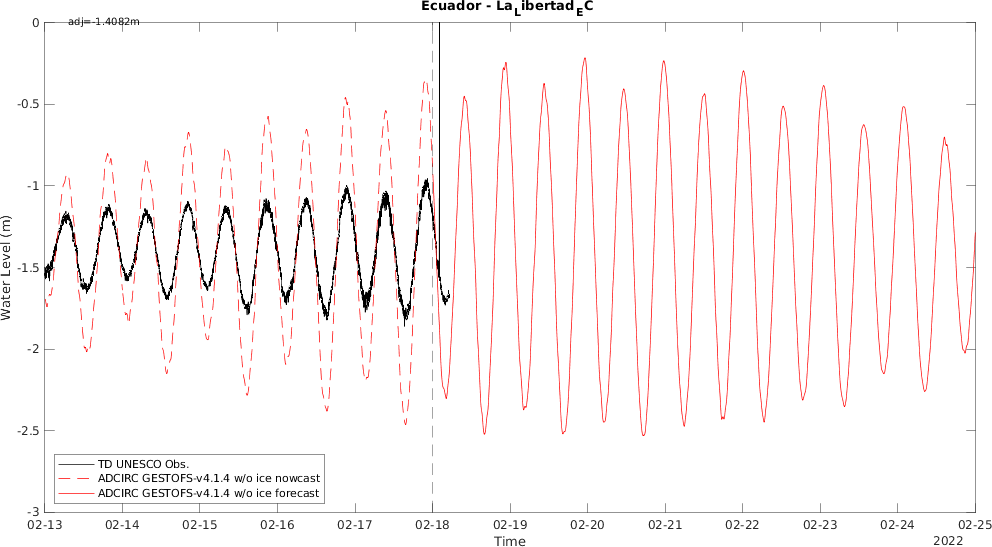 Ecuador - LaLibertadEC
adj=-1.4082m
0
-0.5
-1
-1.5
-2
-2.5
-3
Water Level (m)
TD UNESCO Obs.
ADCIRC GESTOFS-v4.1.4 w/o ice nowcast
ADCIRC GESTOFS-v4.1.4 w/o ice forecast
02-13 02-14 02-15 02-16 02-17 02-18 02-19 02-20 02-21 02-22 02-23 02-24 02-25
Time
2022